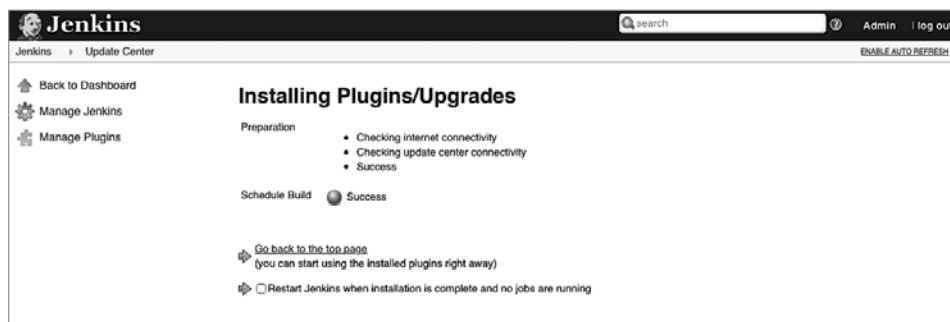 Jenkins
search
Admin
log out
Jenkins › Update Center
ENABLE AUTO REFRESH
Back to Dashboard
Manage Jenkins
Manage Plugins
Installing Plugins/Upgrades
Preparation
• Checking internet connectivity
• Checking update center connectivity
• Success
Schedule Build Success
Go back to the top page
(you can start using the installed plugins right away)
Restart Jenkins when installation is complete and no jobs are running